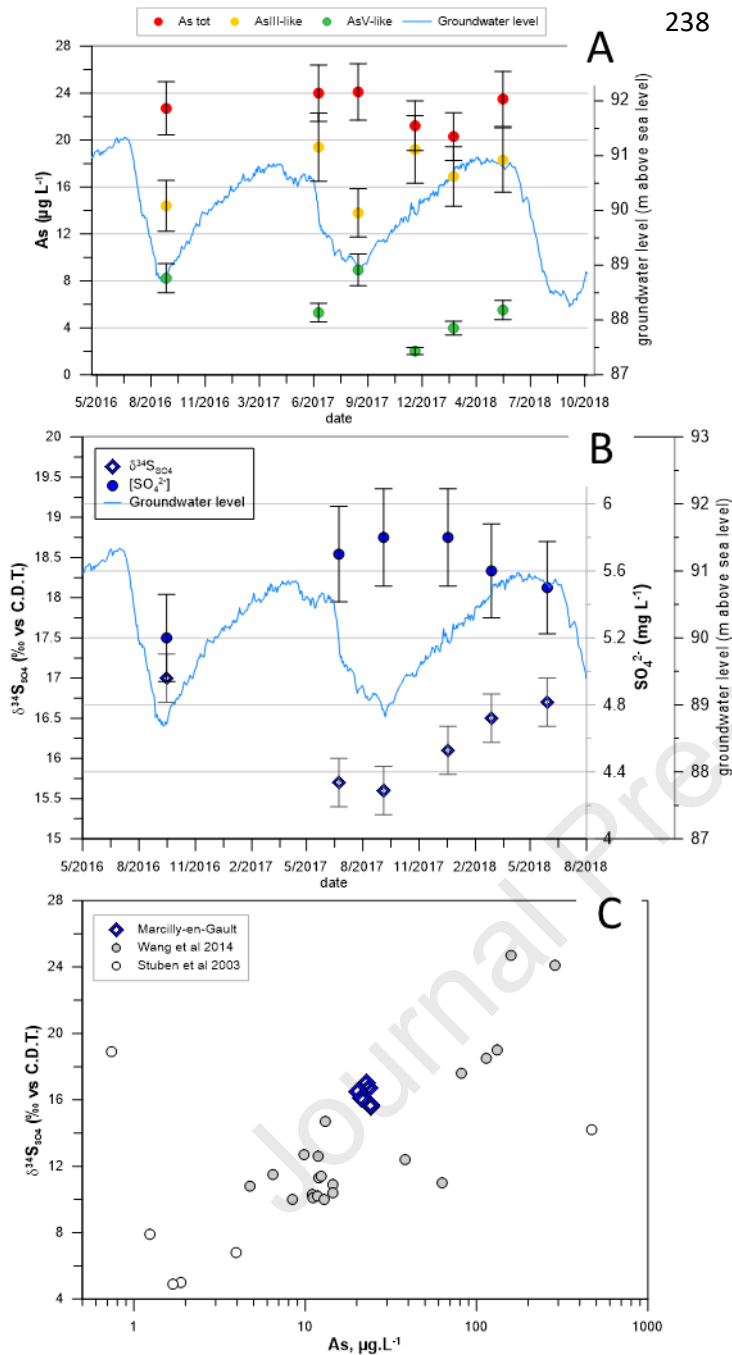 238
As tot AsIII-like AsV-like Groundwater level
A
28
24
20
16
12
8
4
0
As (µg L-1)
92
91
90
89
88
87
groundwater level (m above sea level)
5/2016 8/2016 11/2016 3/2017 6/2017 9/2017 12/2017 4/2018 7/2018 10/2018
date
B
δ34SSO4
[SO42-]
Groundwater level
20
19.5
19
18.5
18
17.5
17
16.5
16
15.5
15
δ34SSO4 (‰ vs C.D.T.)
6
5.6
5.2
4.8
4.4
4
SO42- (mg L-1)
93
92
91
90
89
88
87
groundwater level (m above sea level)
5/2016 8/2016 11/2016 2/2017 5/2017 8/2017 11/2017 2/2018 5/2018 8/2018
date
C
Marcilly-en-Gault
Wang et al 2014
Stuben et al 2003
28
24
20
16
12
8
4
δ34SSO4 (‰ vs C.D.T.)
1 10 100 1000
As, µg.L-1
Journal Pre